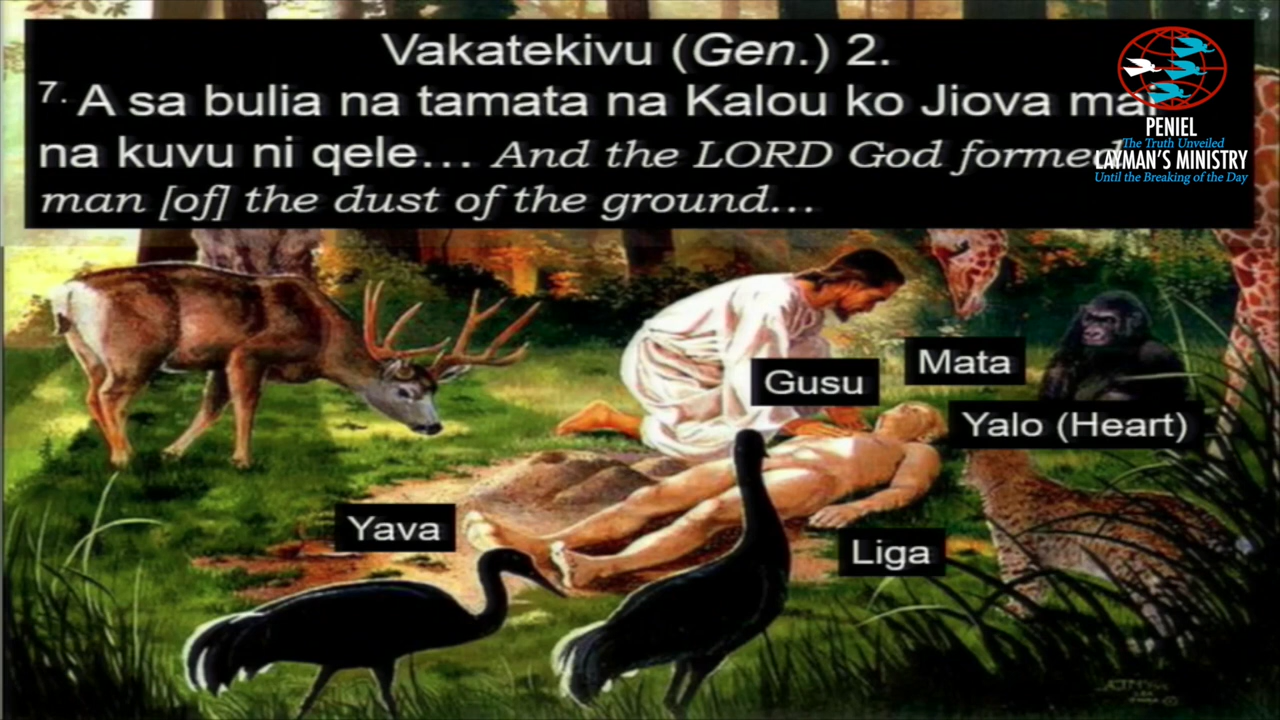 Vakatekivu (Gen.) 2.
7. A sa bulia na tamata na Kalou ko Jiova mai
na kuvu ni qele... And the LORD God formed
man [of] the dust of the ground...
PENIEL
The Truth Unveiled
LAYMAN'S MINISTRY
Until the Breaking of the Day
Mata
Gusu
Yalo (Heart)
Yava
Liga